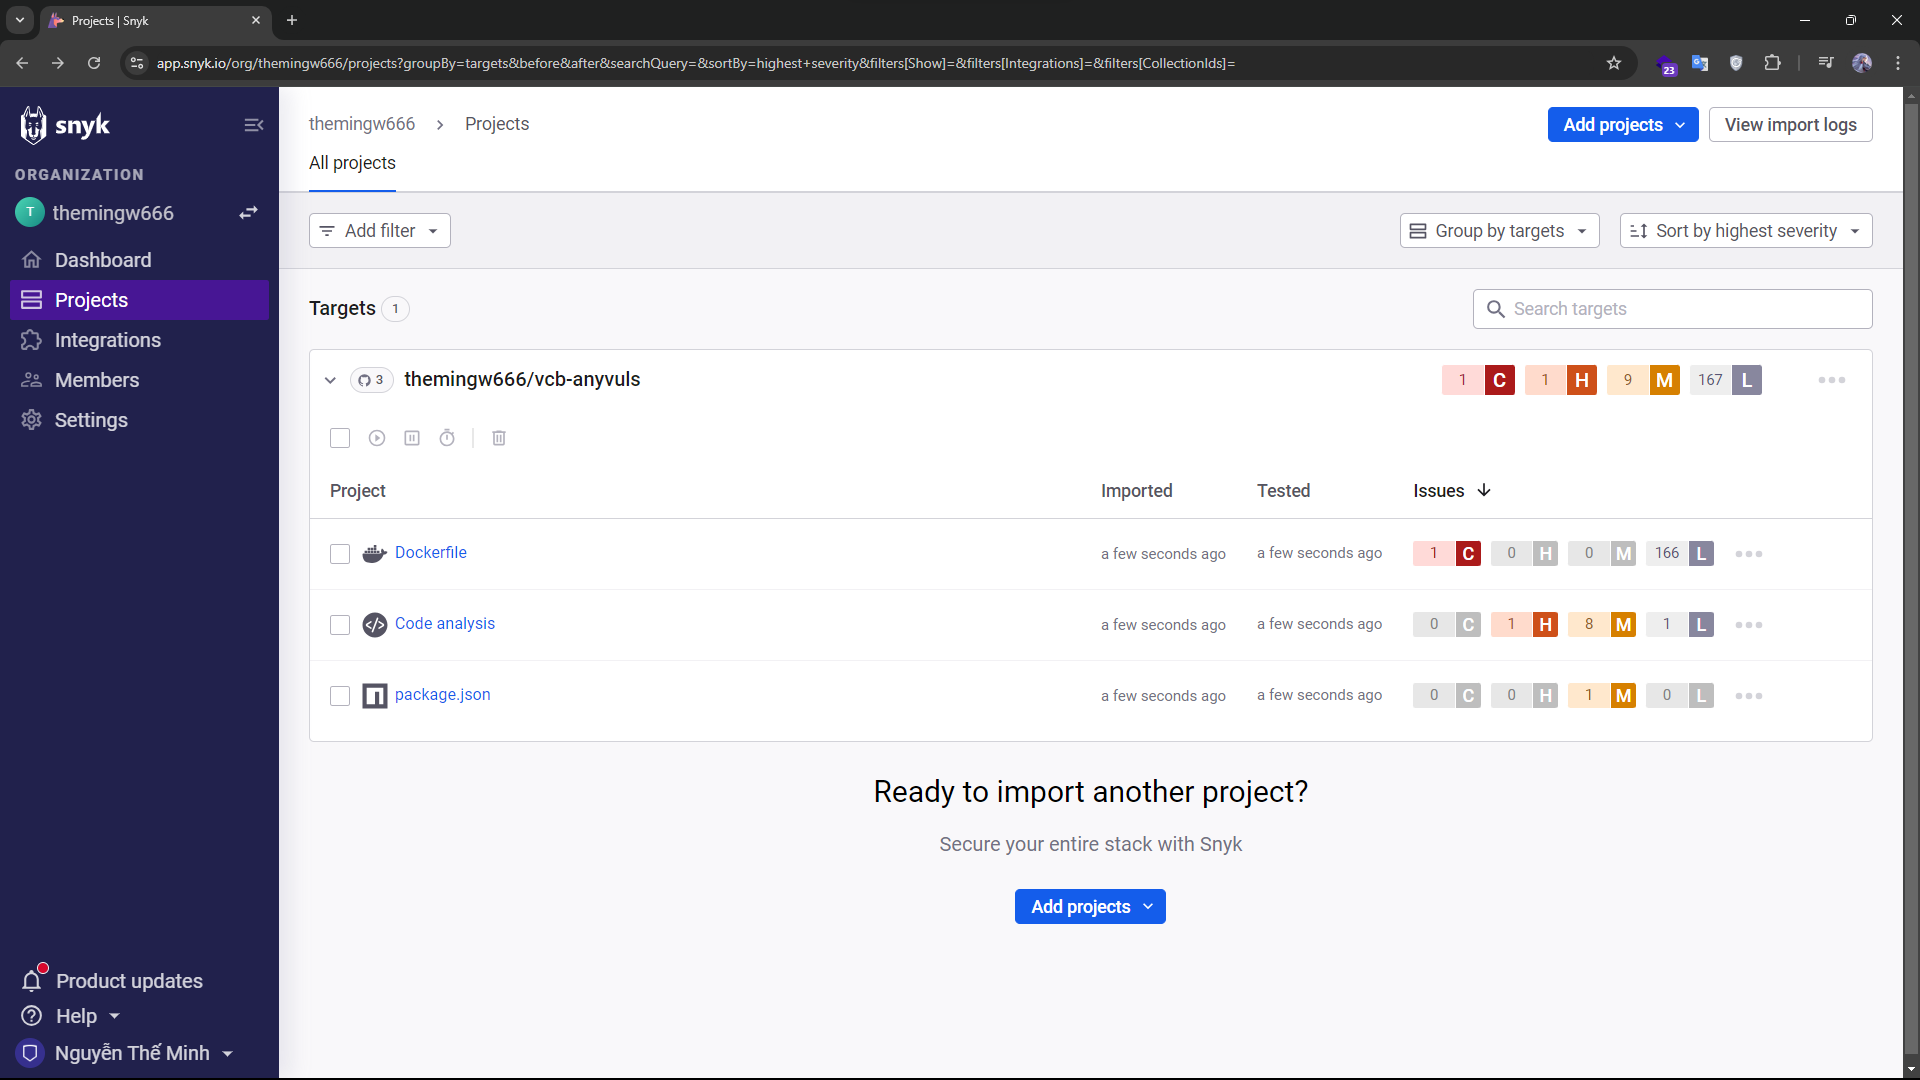 Projects | Snyk
app.snyk.io/org/themingw666/projects?groupBy=targets&before&after&searchQuery=&sortBy=highest+severity&filters[Show]=&filters[Integrations]=&filters[CollectionIds]=
23
snyk
ORGANIZATION
T themingw666
Dashboard
Projects
Integrations
Members
Settings
Product updates
Help
Nguyễn Thế Minh
themingw666 > Projects
Add projects
View import logs
All projects
Add filter
Group by targets
Sort by highest severity
Targets 1
Search targets
3 themingw666/vcb-anyvuls 1 C 1 H 9 M 167 L
Project Imported Tested Issues
Dockerfile a few seconds ago a few seconds ago 1 C 0 H 0 M 166 L
Code analysis a few seconds ago a few seconds ago 0 C 1 H 8 M 1 L
package.json a few seconds ago a few seconds ago 0 C 0 H 1 M 0 L
Ready to import another project?
Secure your entire stack with Snyk
Add projects